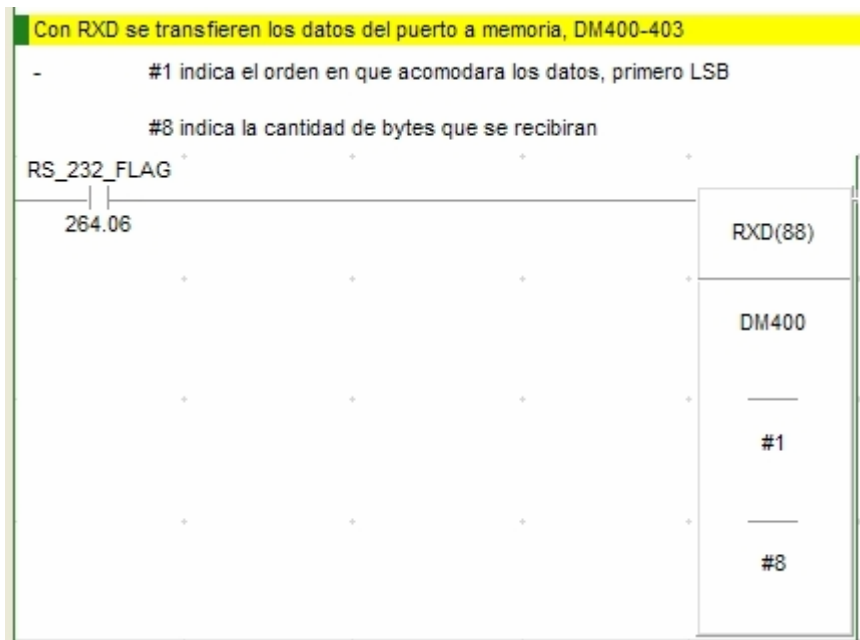 Con RXD se transfieren los datos del puerto a memoria, DM400-403
- #1 indica el orden en que acomodara los datos, primero LSB
#8 indica la cantidad de bytes que se recibiran
RS_232_FLAG
264.06
RXD(88)
DM400
#1
#8